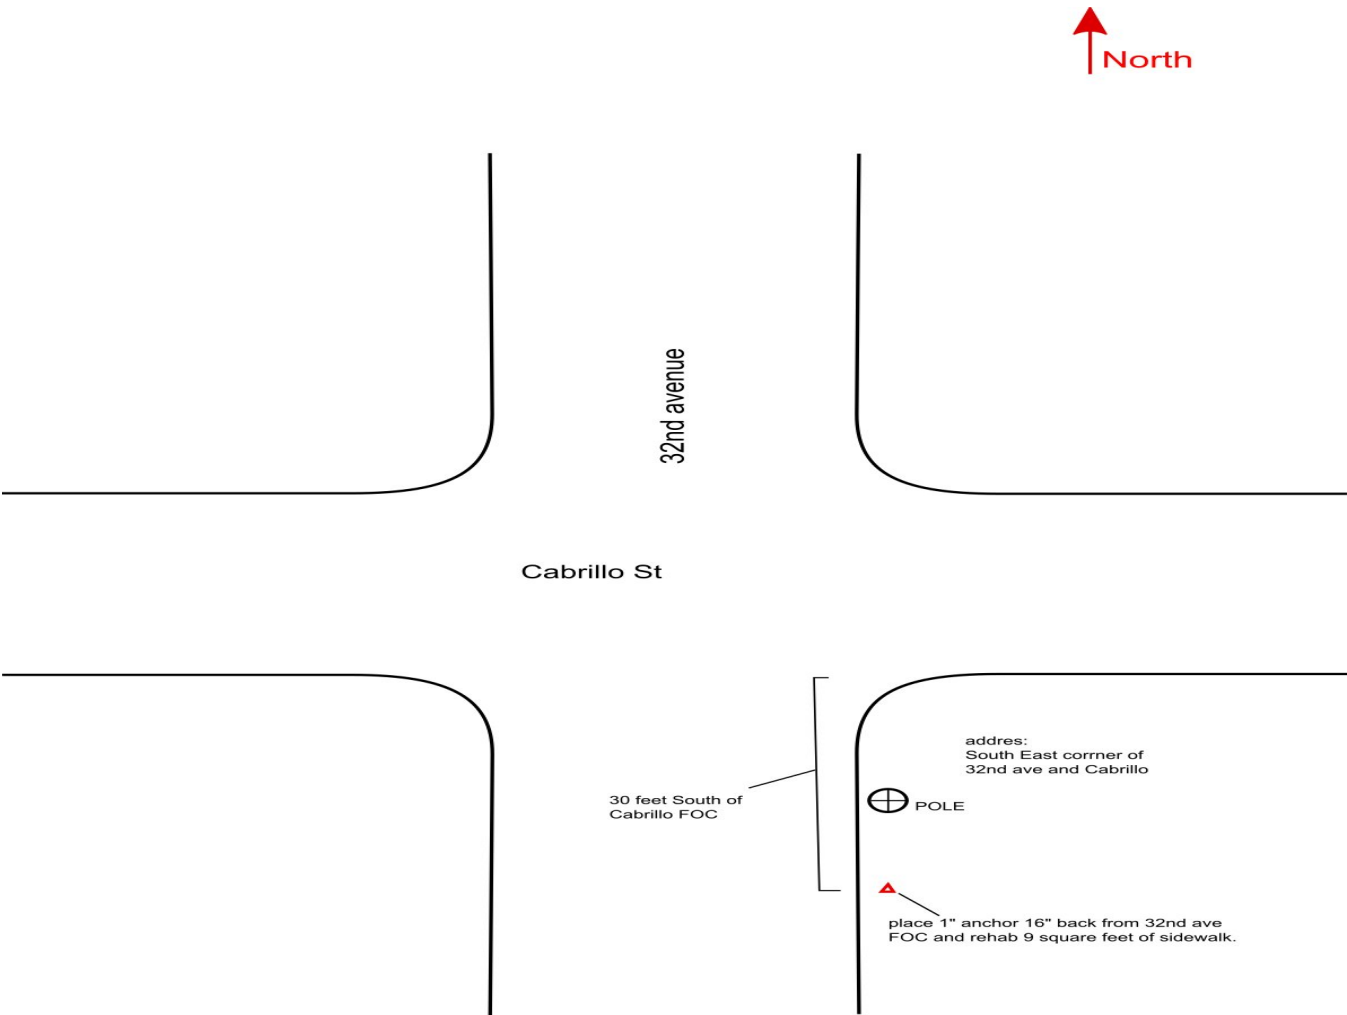 North
32nd avenue
Cabrillo St
addres:
South East corrner of
32nd ave and Cabrillo
30 feet South of
Cabrillo FOC
POLE
place 1" anchor 16" back from 32nd ave
FOC and rehab 9 square feet of sidewalk.